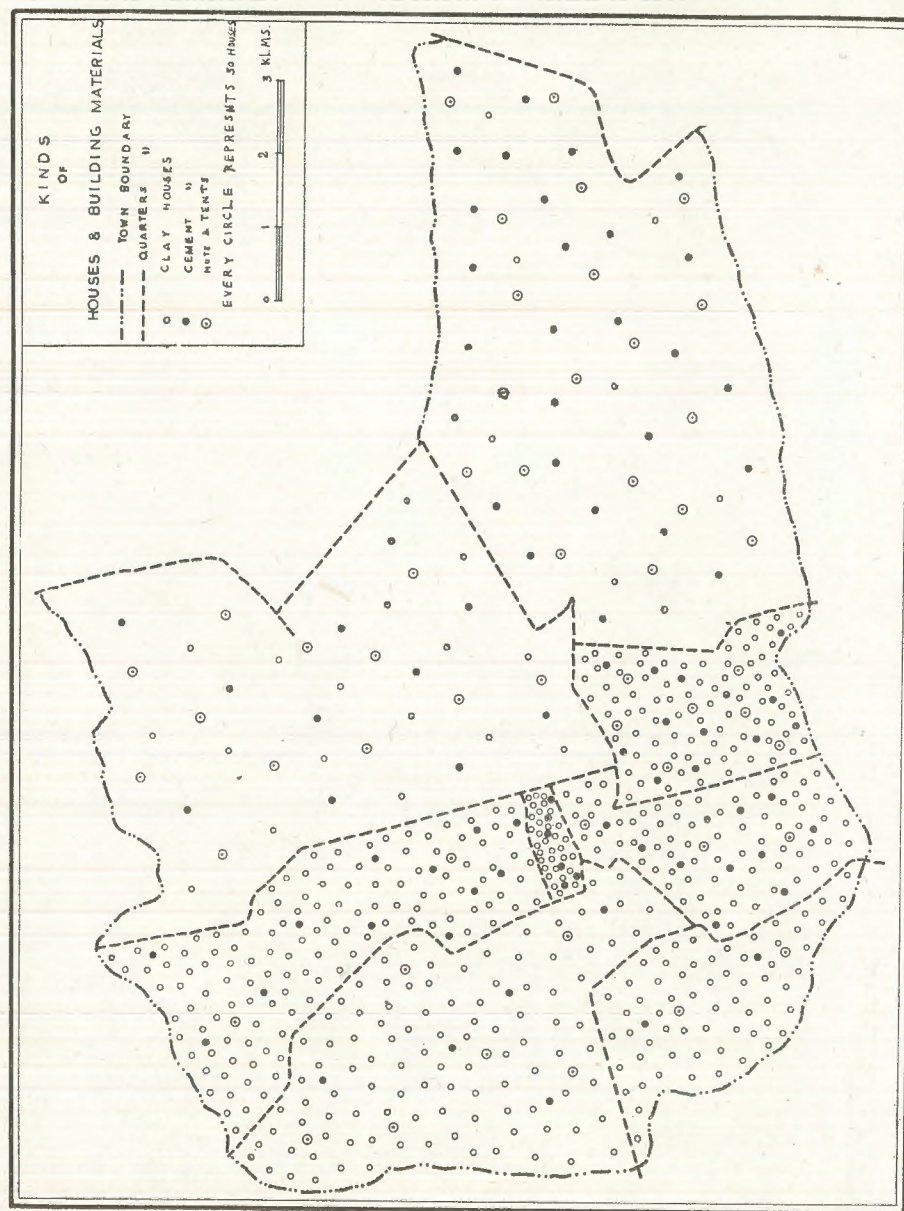 KINDS
OF
HOUSES & BUILDING MATERIALS
TOWN BOUNDARY
QUARTERS "
CLAY HOUSES
CEMENT "
HUTS & TENTS
EVERY CIRCLE REPRESNTS 50 HOUSES
0 1 2 3 KLMS.